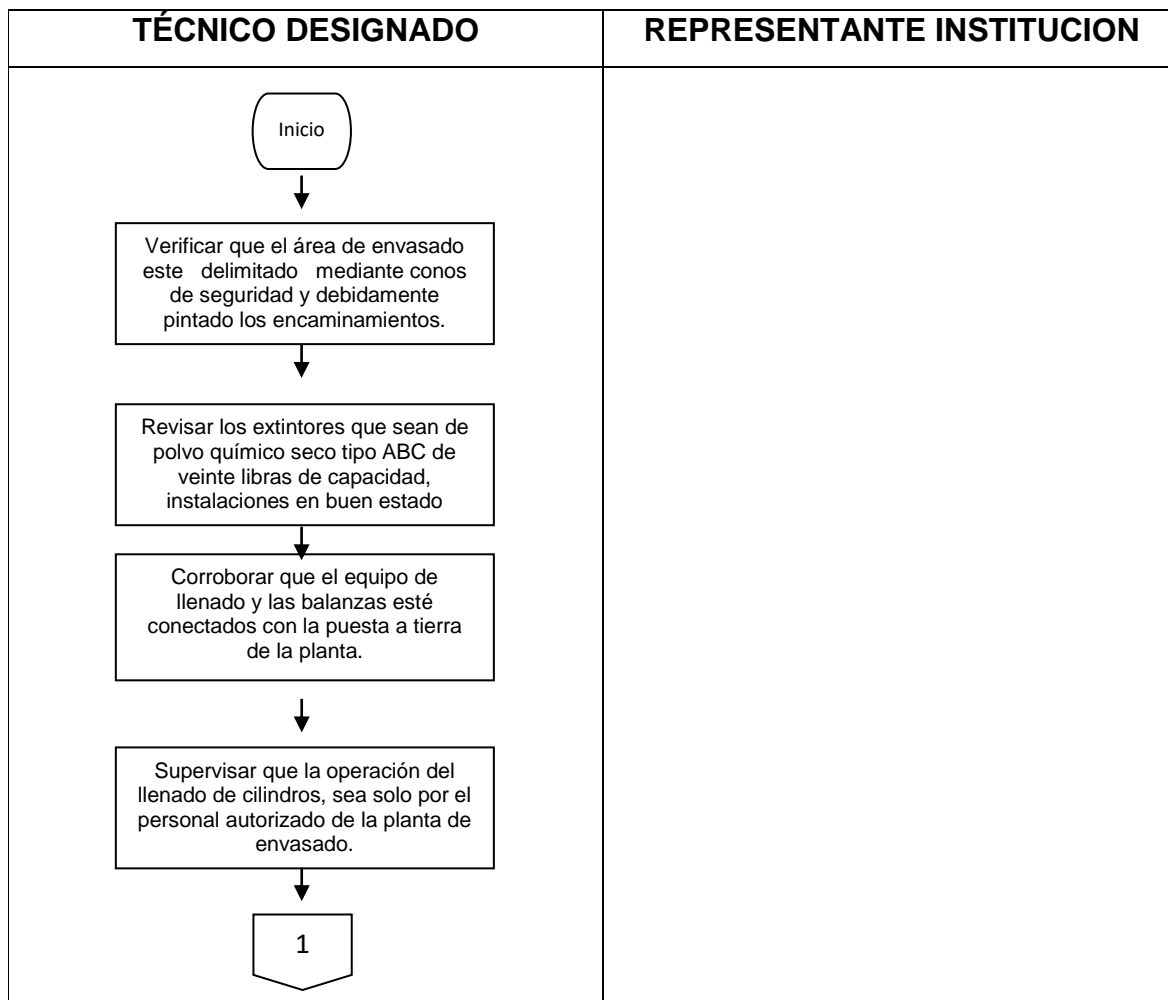 TÉCNICO DESIGNADO
REPRESENTANTE INSTITUCION
Inicio
Verificar que el área de envasado
este delimitado mediante conos
de seguridad y debidamente
pintado los encaminamientos.
Revisar los extintores que sean de
polvo químico seco tipo ABC de
veinte libras de capacidad,
instalaciones en buen estado
Corroborar que el equipo de
llenado y las balanzas esté
conectados con la puesta a tierra
de la planta.
Supervisar que la operación del
llenado de cilindros, sea solo por el
personal autorizado de la planta de
envasado.
1